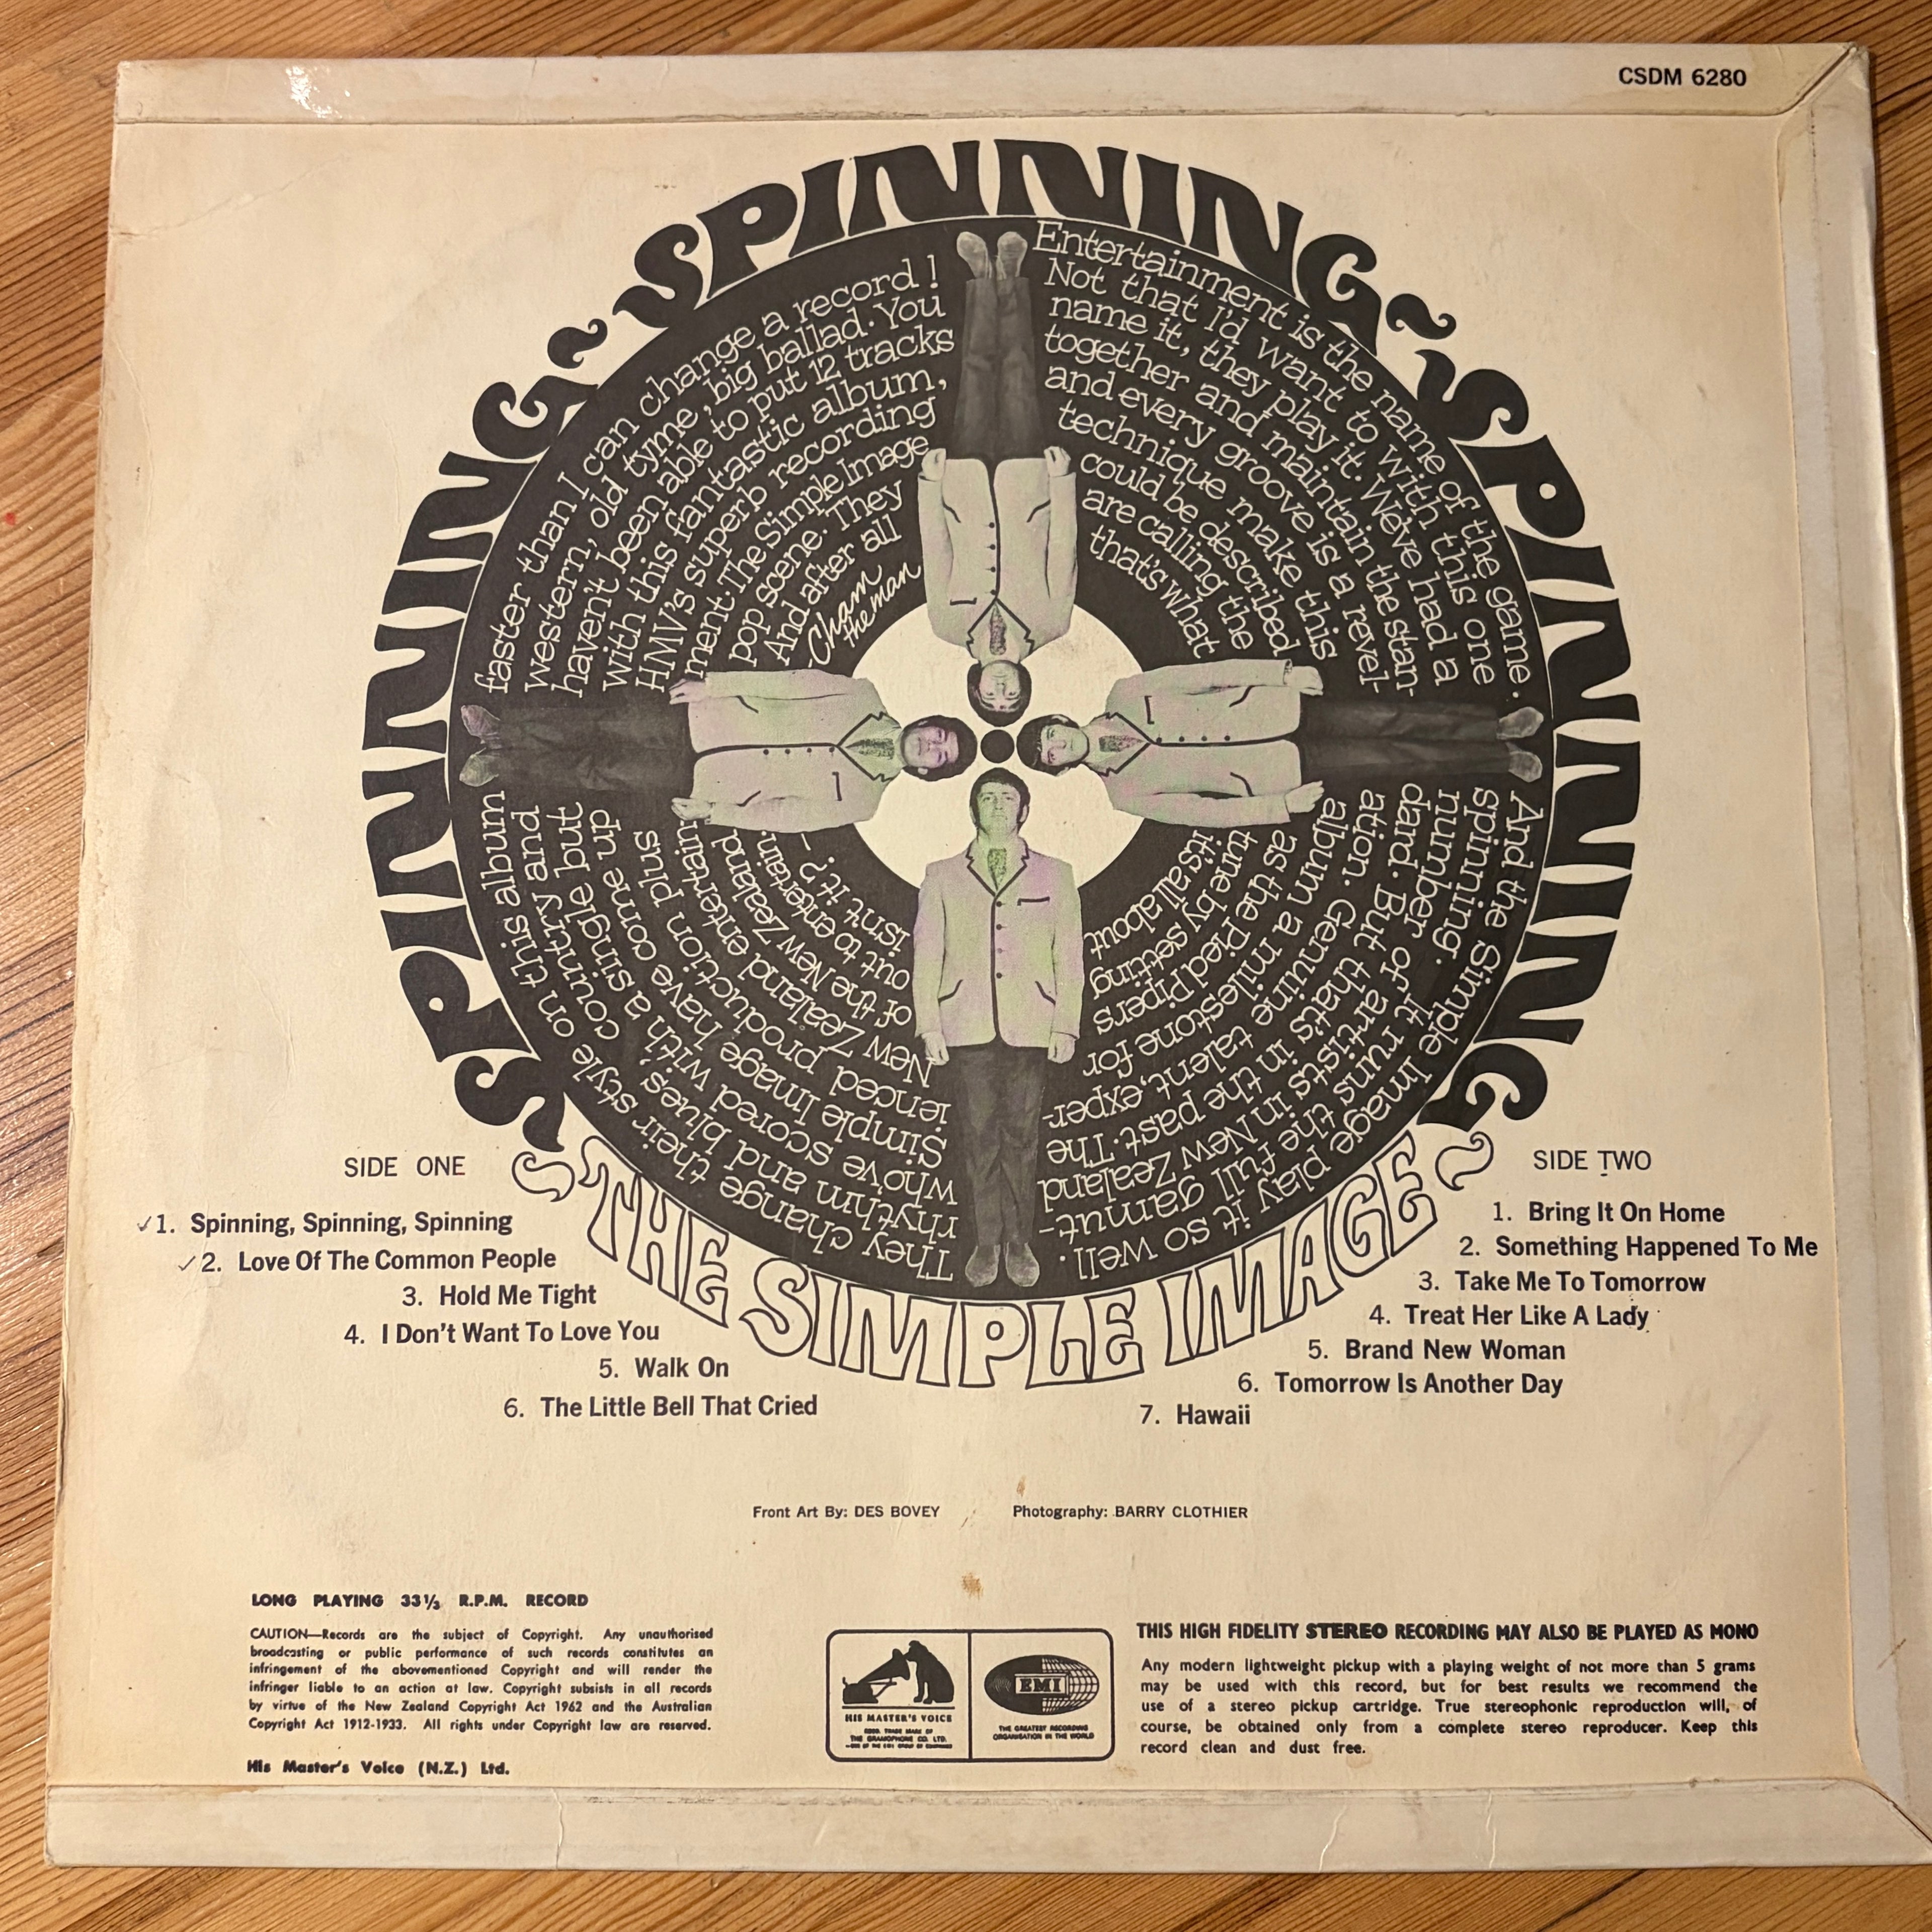 CSDM 6280
SPINNING~SPINNING~SPINNING
THE SIMPLE IMAGE
Entertainment is the name of the game.
And the Simple Image play it so well.
They change their style on this album
faster than I can change a record!
Not that I'd want to with this one
spinning. It runs the full gamut-
rhythm and blues, country and
western, old tyme, big ballad. You
name it, they play it. We've had a
number of artists in New Zealand
who've scored with a single but
haven't been able to put 12 tracks
together and maintain the stan-
dard. But that's in the past. The
Simple Image have come up
with this fantastic album,
and every groove is a revel-
ation. Genuine talent, exper-
ienced production plus
HMV's superb recording
technique make this
album a milestone for
New Zealand entertain
ment. The Simple Image
could be described
as the Pied Pipers
of the New Zealand
pop scene. They
are calling the
tune by setting
out to entertain.
And after all
that's what
it's all about
isn't it? –
-Cham
the man
SIDE ONE
1. Spinning, Spinning, Spinning
2. Love Of The Common People
3. Hold Me Tight
4. I Don't Want To Love You
5. Walk On
6. The Little Bell That Cried
SIDE TWO
1. Bring It On Home
2. Something Happened To Me
3. Take Me To Tomorrow
4. Treat Her Like A Lady
5. Brand New Woman
6. Tomorrow Is Another Day
7. Hawaii
Front Art By: DES BOVEY Photography: BARRY CLOTHIER
LONG PLAYING 33⅓ R.P.M. RECORD
CAUTION—Records are the subject of Copyright. Any unauthorised
broadcasting or public performance of such records constitutes an
infringement of the abovementioned Copyright and will render the
infringer liable to an action at law. Copyright subsists in all records
by virtue of the New Zealand Copyright Act 1962 and the Australian
Copyright Act 1912-1933. All rights under Copyright law are reserved.
His Master's Voice (N.Z.) Ltd.
HIS MASTER'S VOICE
REGD. TRADE MARK OF
THE GRAMOPHONE CO. LTD.
—ONE OF THE EMI GROUP OF COMPANIES
EMI
THE GREATEST RECORDING
ORGANISATION IN THE WORLD
THIS HIGH FIDELITY STEREO RECORDING MAY ALSO BE PLAYED AS MONO
Any modern lightweight pickup with a playing weight of not more than 5 grams
may be used with this record, but for best results we recommend the
use of a stereo pickup cartridge. True stereophonic reproduction will, of
course, be obtained only from a complete stereo reproducer. Keep this
record clean and dust free.